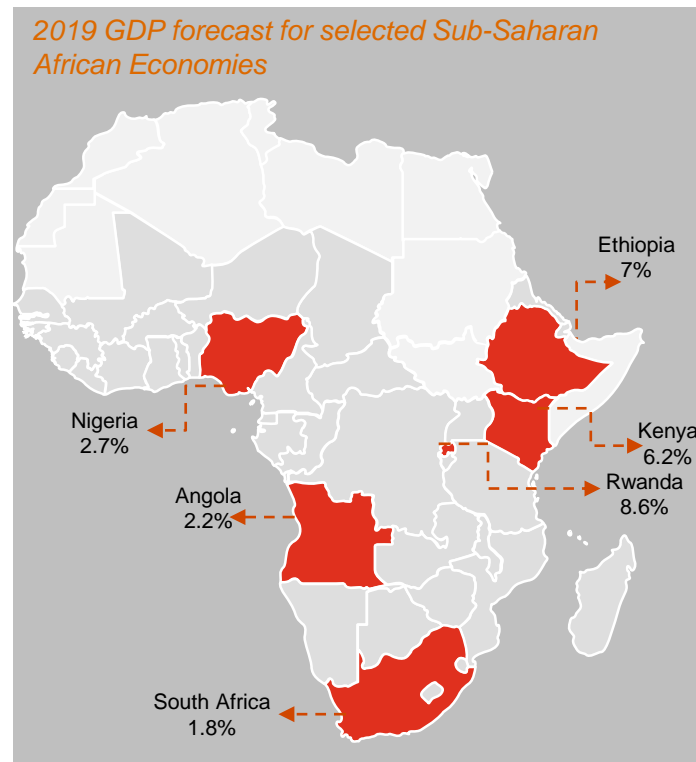 2019 GDP forecast for selected Sub-Saharan
African Economies
Ethiopia
7%
Nigeria
2.7%
Kenya
6.2%
Rwanda
8.6%
Angola
2.2%
South Africa
1.8%